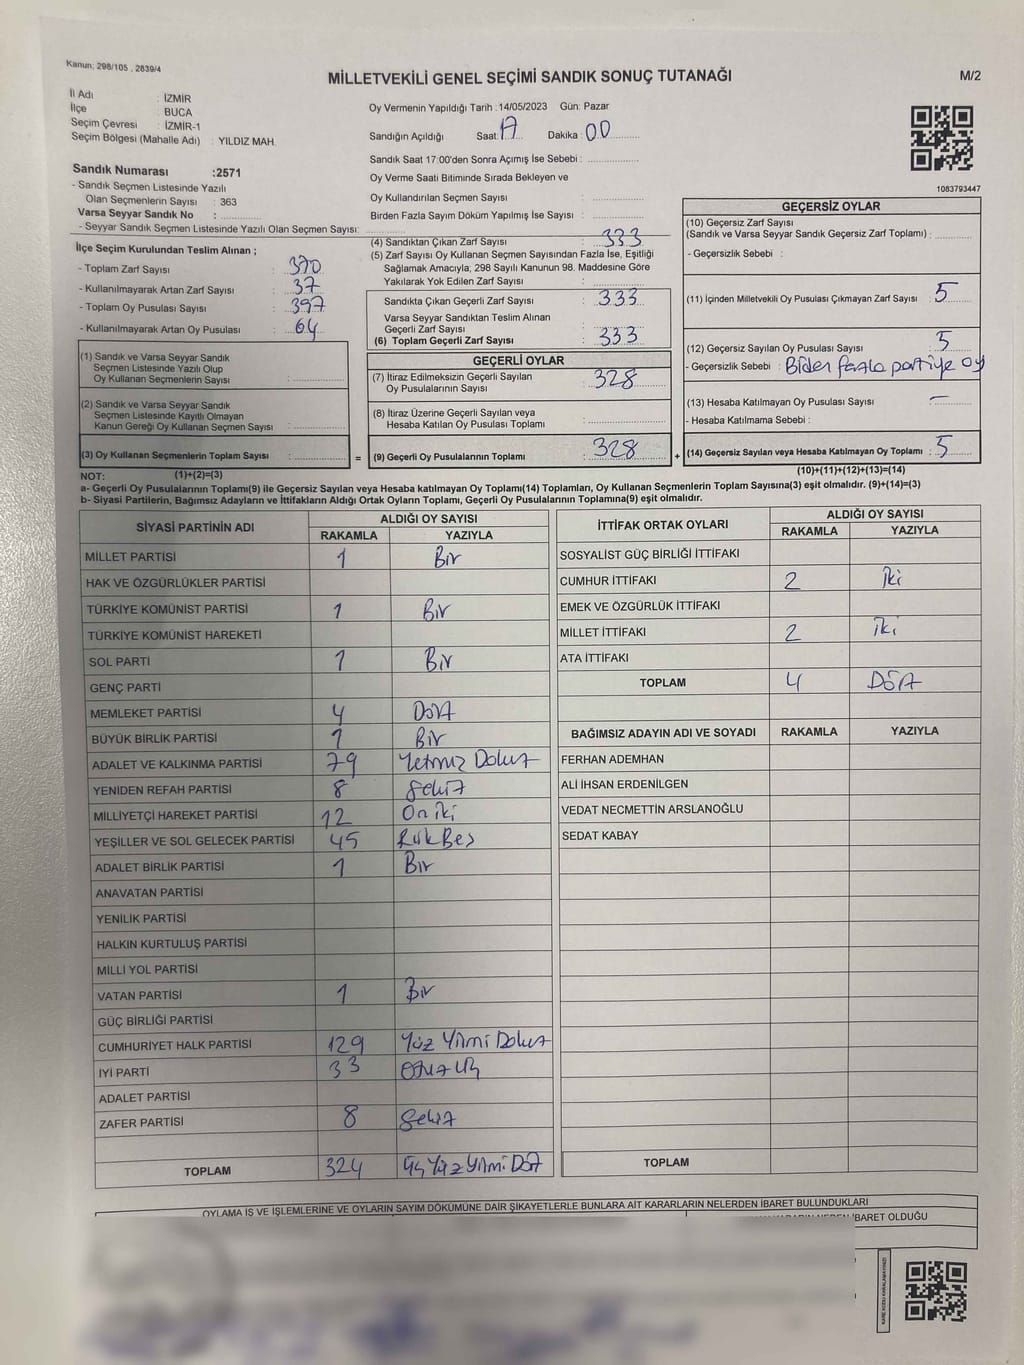 Kanun: 298/105 , 2839/4
MİLLETVEKİLİ GENEL SEÇİMİ SANDIK SONUÇ TUTANAĞI
M/2
İl Adı : İZMİR
İlçe : BUCA
Seçim Çevresi : İZMİR-1
Seçim Bölgesi (Mahalle Adı) : YILDIZ MAH.
Sandık Numarası :2571
- Sandık Seçmen Listesinde Yazılı
Olan Seçmenlerin Sayısı : 363
Varsa Seyyar Sandık No :
- Seyyar Sandık Seçmen Listesinde Yazılı Olan Seçmen Sayısı:
Oy Vermenin Yapıldığı Tarih :14/05/2023 Gün: Pazar
Sandığın Açıldığı Saat: 17 Dakika : 00
Sandık Saat 17:00'den Sonra Açımış İse Sebebi :
Oy Verme Saati Bitiminde Sırada Bekleyen ve
Oy Kullandırılan Seçmen Sayısı :
Birden Fazla Sayım Döküm Yapılmış İse Sayısı :
1083793447
İlçe Seçim Kurulundan Teslim Alınan ;
- Toplam Zarf Sayısı : 370
- Kullanılmayarak Artan Zarf Sayısı : 37
- Toplam Oy Pusulası Sayısı : 397
- Kullanılmayarak Artan Oy Pusulası : 64
(1) Sandık ve Varsa Seyyar Sandık
Seçmen Listesinde Yazılı Olup
Oy Kullanan Seçmenlerin Sayısı :
(2) Sandık ve Varsa Seyyar Sandık
Seçmen Listesinde Kayıtlı Olmayan
Kanun Gereği Oy Kullanan Seçmen Sayısı :
(3) Oy Kullanan Seçmenlerin Toplam Sayısı :
(4) Sandıktan Çıkan Zarf Sayısı : 333
(5) Zarf Sayısı Oy Kullanan Seçmen Sayısından Fazla İse, Eşitliği
Sağlamak Amacıyla; 298 Sayılı Kanunun 98. Maddesine Göre
Yakılarak Yok Edilen Zarf Sayısı :
Sandıkta Çıkan Geçerli Zarf Sayısı : 333
Varsa Seyyar Sandıktan Teslim Alınan
Geçerli Zarf Sayısı :
(6) Toplam Geçerli Zarf Sayısı : 333
GEÇERLİ OYLAR
(7) İtiraz Edilmeksizin Geçerli Sayılan
Oy Pusulalarının Sayısı : 328
(8) İtiraz Üzerine Geçerli Sayılan veya
Hesaba Katılan Oy Pusulası Toplamı :
= (9) Geçerli Oy Pusulalarının Toplamı : 328
GEÇERSİZ OYLAR
(10) Geçersiz Zarf Sayısı
(Sandık ve Varsa Seyyar Sandık Geçersiz Zarf Toplamı) :
- Geçersizlik Sebebi :
(11) İçinden Milletvekili Oy Pusulası Çıkmayan Zarf Sayısı : 5
(12) Geçersiz Sayılan Oy Pusulası Sayısı : 5
- Geçersizlik Sebebi : Biden fazla partiye oy
(13) Hesaba Katılmayan Oy Pusulası Sayısı : —
- Hesaba Katılmama Sebebi :
+ (14) Geçersiz Sayılan veya Hesaba Katılmayan Oy Toplamı : 5
NOT: (1)+(2)=(3)
(10)+(11)+(12)+(13)=(14)
a- Geçerli Oy Pusulalarının Toplamı(9) ile Geçersiz Sayılan veya Hesaba katılmayan Oy Toplamı(14) Toplamları, Oy Kullanan Seçmenlerin Toplam Sayısına(3) eşit olmalıdır. (9)+(14)=(3)
b- Siyasi Partilerin, Bağımsız Adayların ve İttifakların Aldığı Ortak Oyların Toplamı, Geçerli Oy Pusulalarının Toplamına(9) eşit olmalıdır.
SİYASİ PARTİNİN ADI ALDIĞI OY SAYISI
RAKAMLA YAZIYLA
MİLLET PARTİSİ 1 Bir
HAK VE ÖZGÜRLÜKLER PARTİSİ
TÜRKİYE KOMÜNİST PARTİSİ 1 Bir
TÜRKİYE KOMÜNİST HAREKETİ
SOL PARTİ 1 Bir
GENÇ PARTİ
MEMLEKET PARTİSİ 4 Dört
BÜYÜK BİRLİK PARTİSİ 1 Bir
ADALET VE KALKINMA PARTİSİ 79 Yetmiz Dokuz
YENİDEN REFAH PARTİSİ 8 Sekiz
MİLLİYETÇİ HAREKET PARTİSİ 12 On iki
YEŞİLLER VE SOL GELECEK PARTİSİ 45 Kırk Beş
ADALET BİRLİK PARTİSİ 1 Bir
ANAVATAN PARTİSİ
YENİLİK PARTİSİ
HALKIN KURTULUŞ PARTİSİ
MİLLİ YOL PARTİSİ
VATAN PARTİSİ 1 Bir
GÜÇ BİRLİĞİ PARTİSİ
CUMHURİYET HALK PARTİSİ 129 Yüz Yirmi Dokuz
İYİ PARTİ 33 Otuz Üç
ADALET PARTİSİ
ZAFER PARTİSİ 8 Sekiz
TOPLAM 324 Üç Yüz Yirmi Dört
İTTİFAK ORTAK OYLARI ALDIĞI OY SAYISI
RAKAMLA YAZIYLA
SOSYALİST GÜÇ BİRLİĞİ İTTİFAKI
CUMHUR İTTİFAKI 2 İki
EMEK VE ÖZGÜRLÜK İTTİFAKI
MİLLET İTTİFAKI 2 İki
ATA İTTİFAKI
TOPLAM 4 Dört
BAĞIMSIZ ADAYIN ADI VE SOYADI RAKAMLA YAZIYLA
FERHAN ADEMHAN
ALİ İHSAN ERDENİLGEN
VEDAT NECMETTİN ARSLANOĞLU
SEDAT KABAY
TOPLAM
OYLAMA İŞ VE İŞLEMLERİNE VE OYLARIN SAYIM DÖKÜMÜNE DAİR ŞİKAYETLERLE BUNLARA AİT KARARLARIN NELERDEN İBARET BULUNDUKLARI
İBARET OLDUĞU